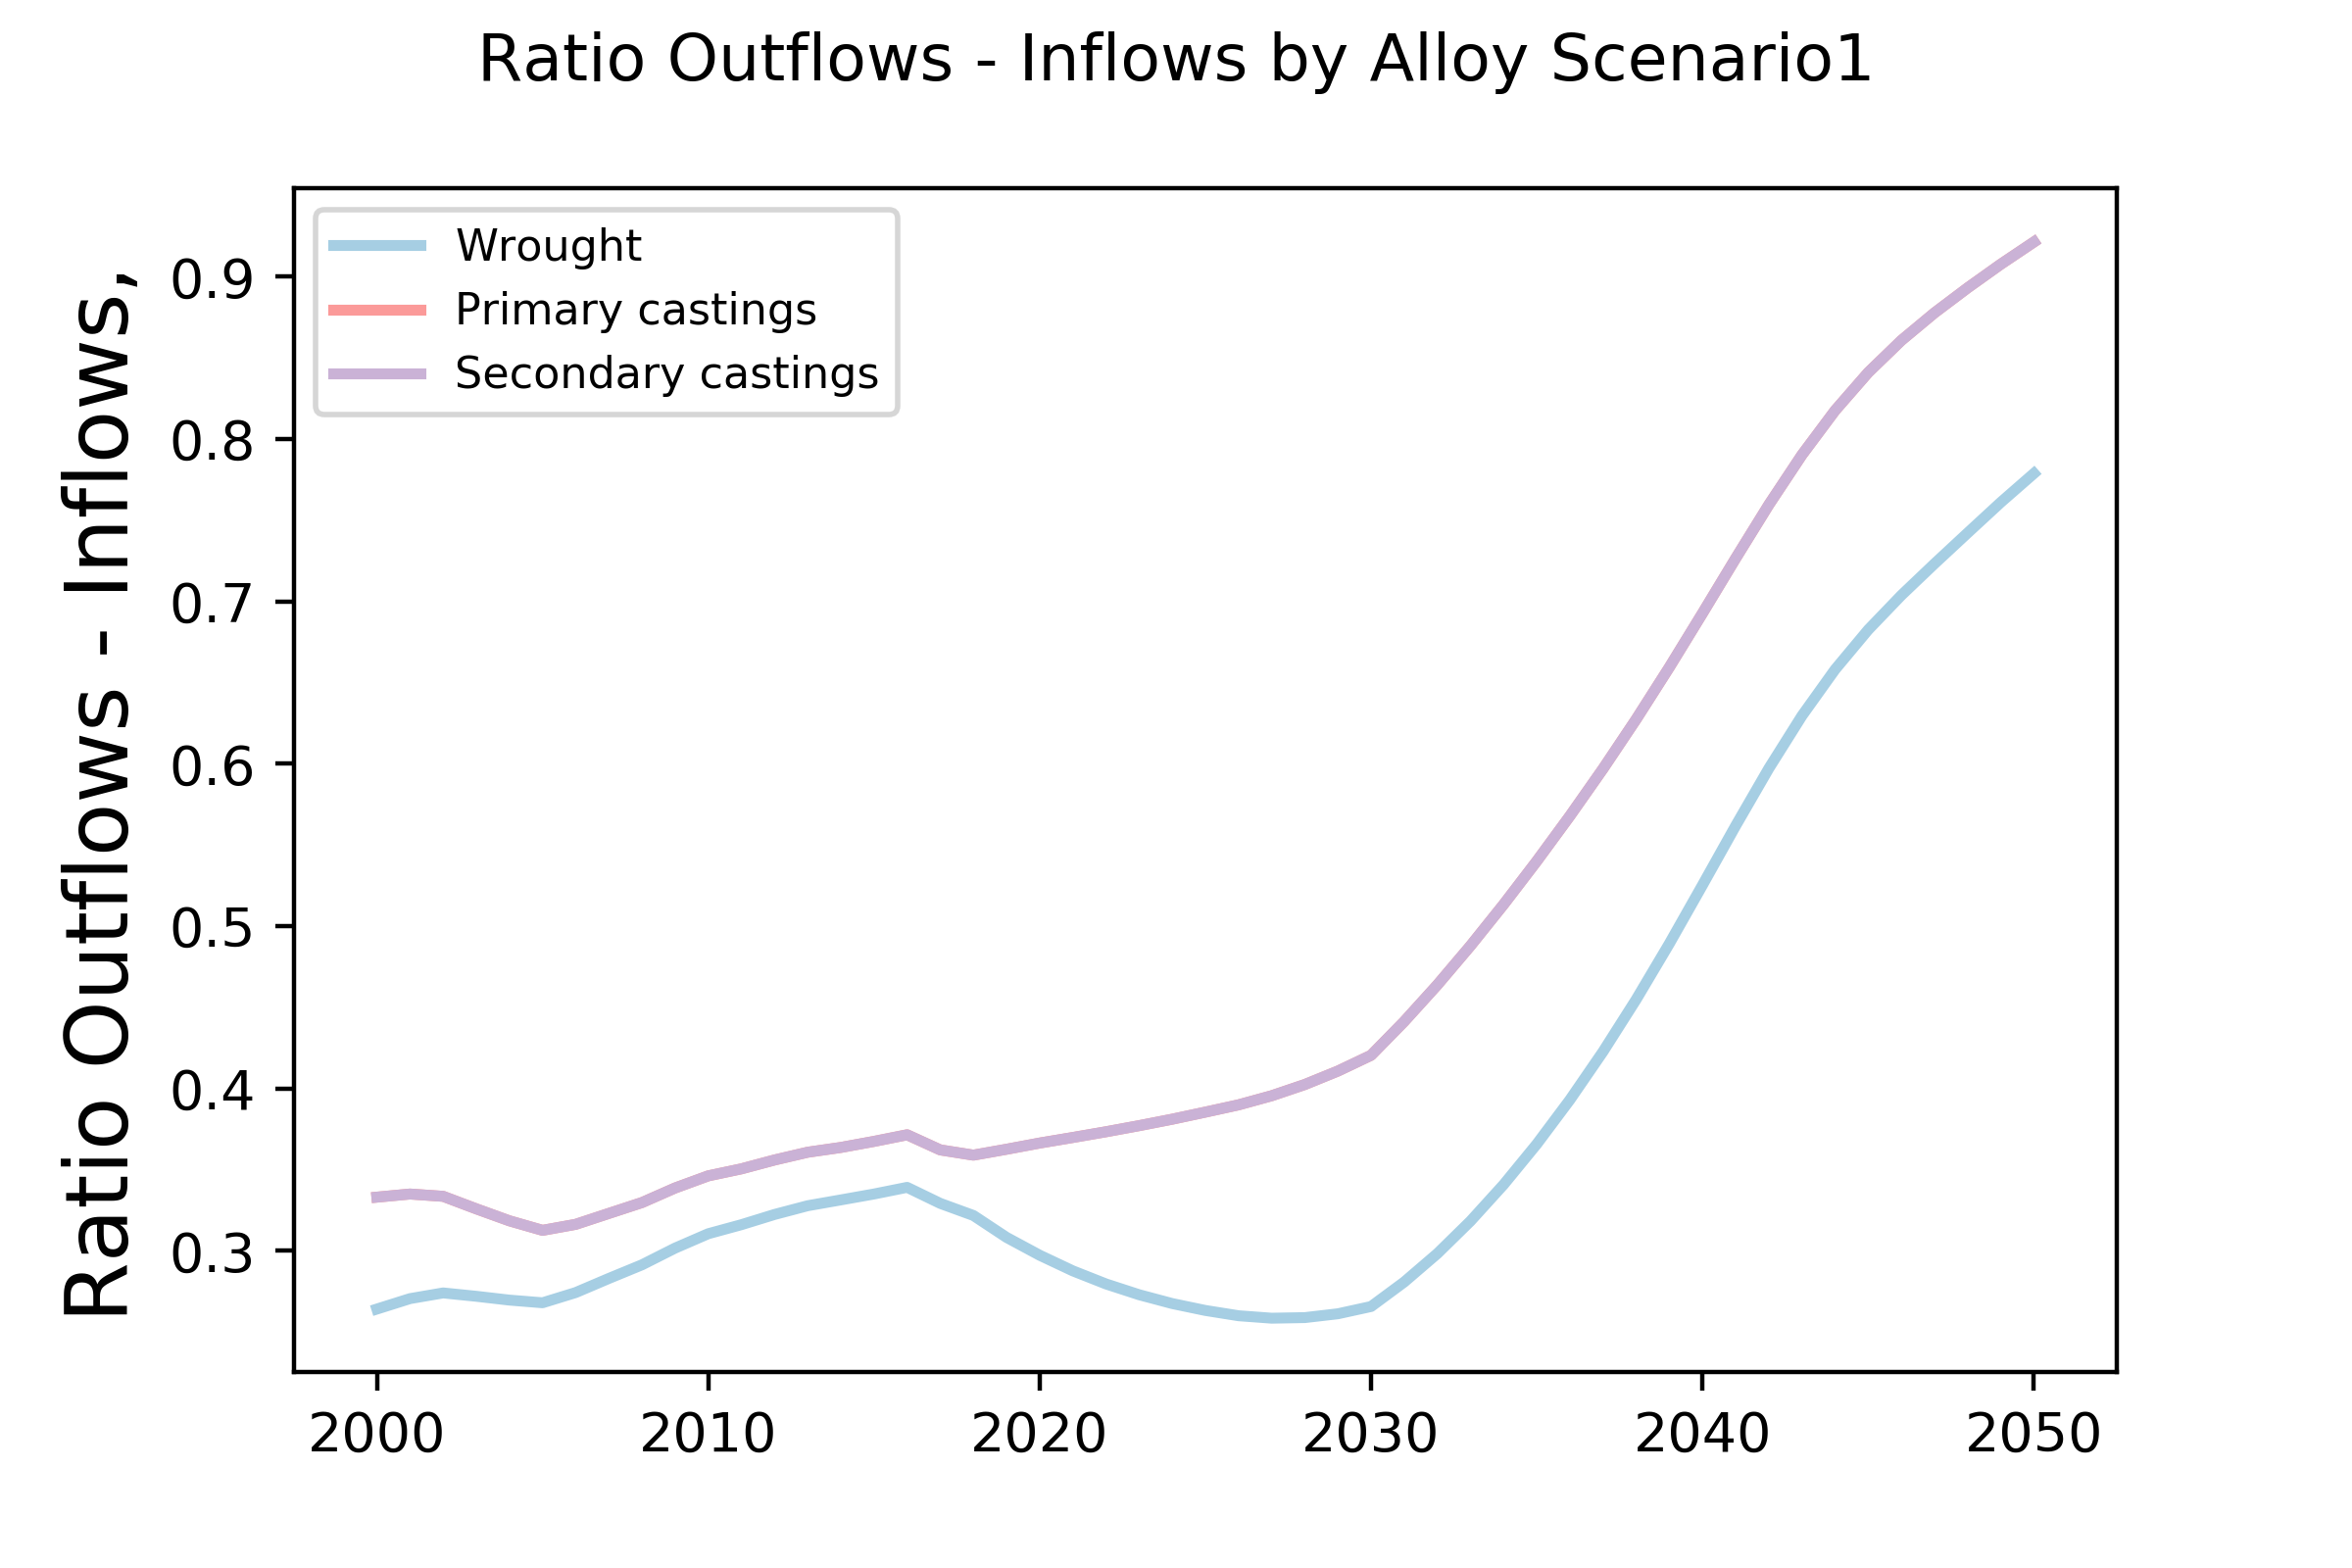 Ratio Outflows - Inflows by Alloy Scenario1
Ratio Outflows - Inflows,
Wrought
Primary castings
Secondary castings
0.9
0.8
0.7
0.6
0.5
0.4
0.3
2000 2010 2020 2030 2040 2050